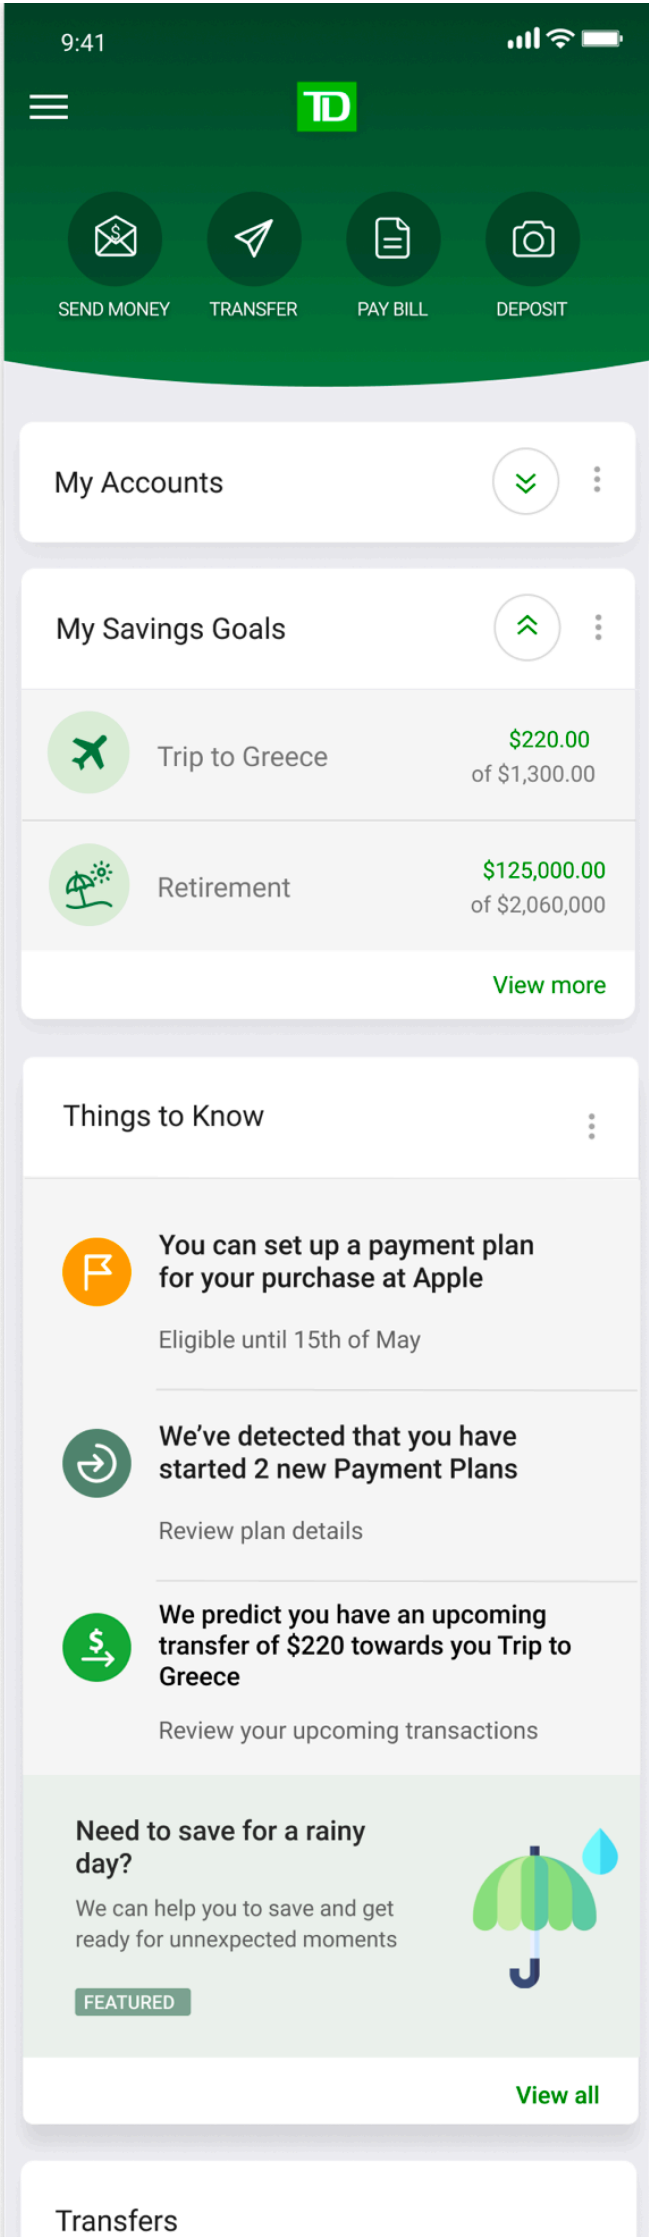 9:41
TD
SEND MONEY
TRANSFER
PAY BILL
DEPOSIT
My Accounts
My Savings Goals
Trip to Greece
$220.00
of $1,300.00
Retirement
$125,000.00
of $2,060,000
View more
Things to Know
You can set up a payment plan
for your purchase at Apple
Eligible until 15th of May
We've detected that you have
started 2 new Payment Plans
Review plan details
We predict you have an upcoming
transfer of $220 towards you Trip to
Greece
Review your upcoming transactions
Need to save for a rainy
day?
We can help you to save and get
ready for unnexpected moments
FEATURED
View all
Transfers